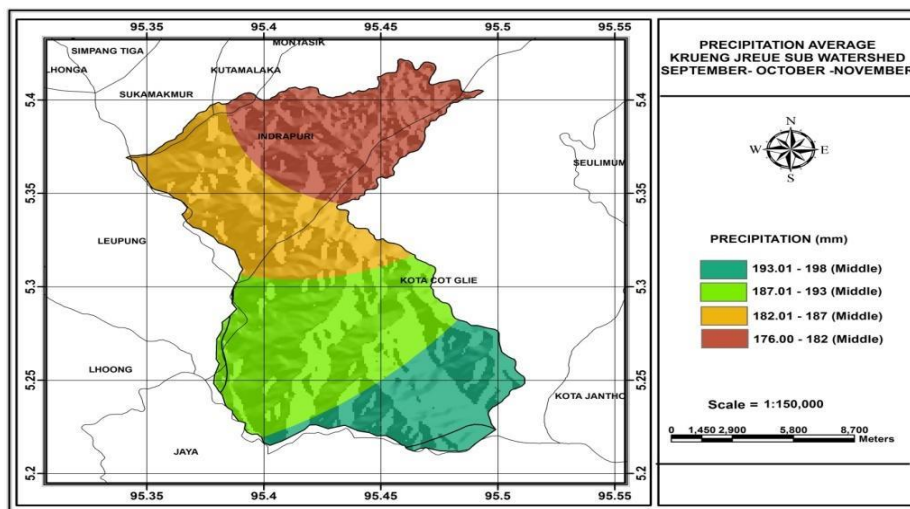 95.35 95.4 95.45 95.5 95.55
MONTASIK
SIMPANG TIGA
LHONGA
KUTAMALAKA
SUKAMAKMUR
5.4 5.4
INDRAPURI
SEULIMUM
5.35 5.35
LEUPUNG
5.3 5.3
KOTA COT GLIE
LHOONG
5.25 5.25
KOTA JANTHO
JAYA
5.2 5.2
95.35 95.4 95.45 95.5 95.55
PRECIPITATION AVERAGE
KRUENG JREUE SUB WATERSHED
SEPTEMBER- OCTOBER -NOVEMBER
N
W E
S
PRECIPITATION (mm)
193.01 - 198 (Middle)
187.01 - 193 (Middle)
182.01 - 187 (Middle)
176.00 - 182 (Middle)
Scale = 1:150,000
0 1,450 2,900 5,800 8,700
Meters